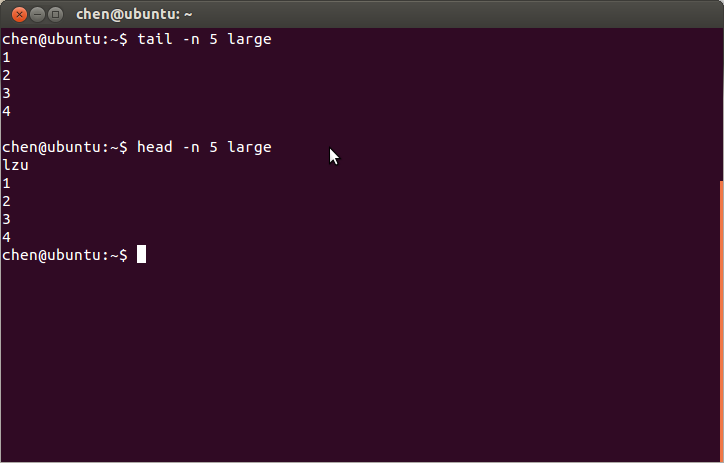 chen@ubuntu: ~
chen@ubuntu:~$ tail -n 5 large
1
2
3
4
chen@ubuntu:~$ head -n 5 large
lzu
1
2
3
4
chen@ubuntu:~$